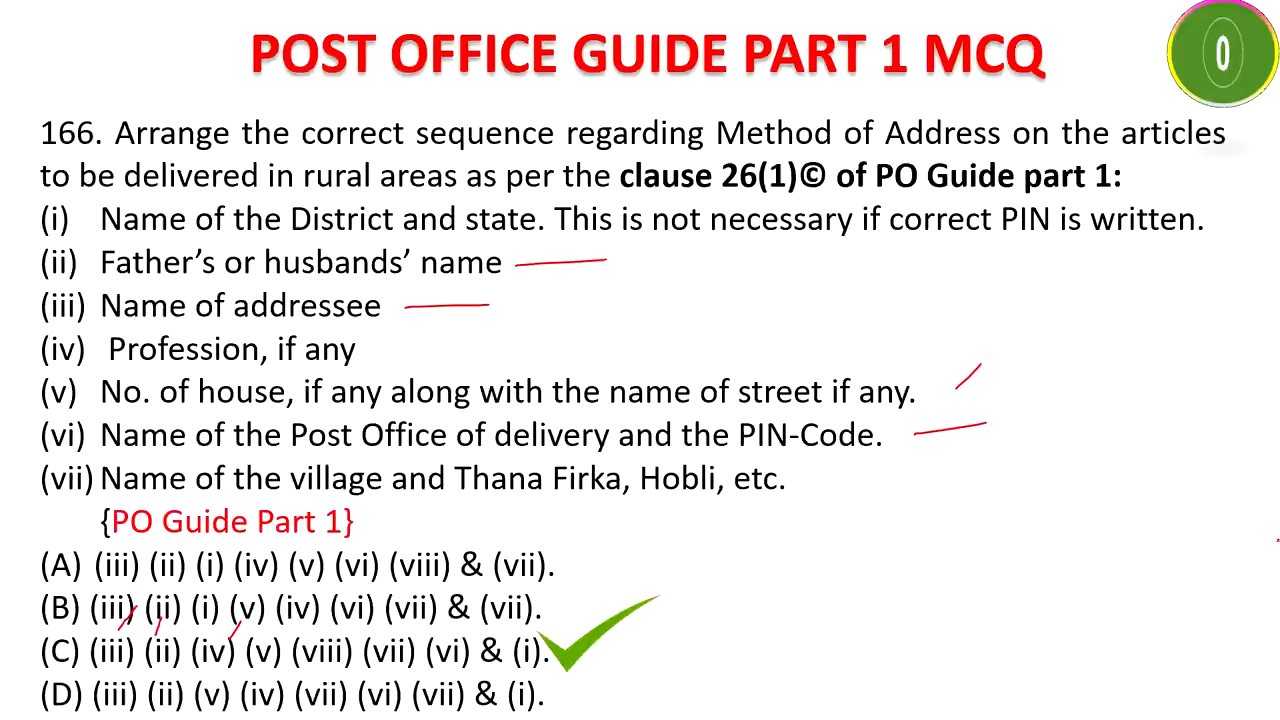 POST OFFICE GUIDE PART 1 MCQ
0
166. Arrange the correct sequence regarding Method of Address on the articles
to be delivered in rural areas as per the clause 26(1)© of PO Guide part 1:
(i) Name of the District and state. This is not necessary if correct PIN is written.
(ii) Father’s or husbands’ name
(iii) Name of addressee
(iv) Profession, if any
(v) No. of house, if any along with the name of street if any.
(vi) Name of the Post Office of delivery and the PIN-Code.
(vii) Name of the village and Thana Firka, Hobli, etc.
{PO Guide Part 1}
(A) (iii) (ii) (i) (iv) (v) (vi) (viii) & (vii).
(B) (iii) (ii) (i) (v) (iv) (vi) (vii) & (vii).
(C) (iii) (ii) (iv) (v) (viii) (vii) (vi) & (i).
(D) (iii) (ii) (v) (iv) (vii) (vi) (vii) & (i).